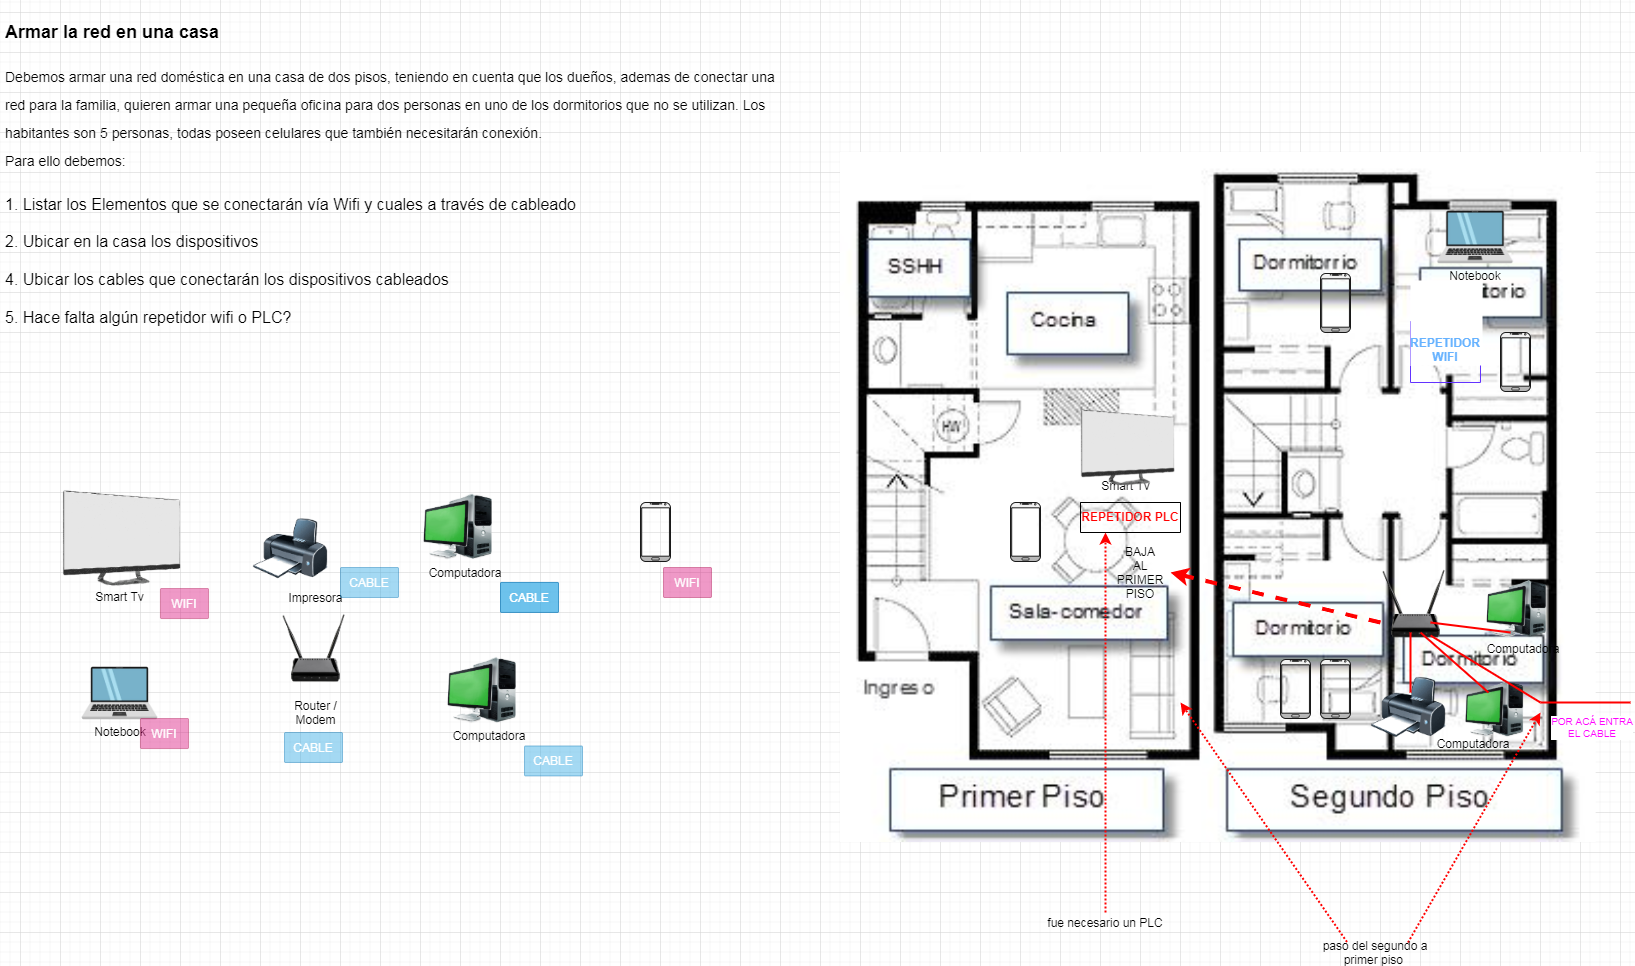 Armar la red en una casa
Debemos armar una red doméstica en una casa de dos pisos, teniendo en cuenta que los dueños, ademas de conectar una
red para la familia, quieren armar una pequeña oficina para dos personas en uno de los dormitorios que no se utilizan. Los
habitantes son 5 personas, todas poseen celulares que también necesitarán conexión.
Para ello debemos:
1. Listar los Elementos que se conectarán vía Wifi y cuales a través de cableado
2. Ubicar en la casa los dispositivos
4. Ubicar los cables que conectarán los dispositivos cableados
5. Hace falta algún repetidor wifi o PLC?
Smart Tv
WIFI
Impresora
CABLE
Computadora
CABLE
WIFI
Notebook
WIFI
Router /
Modem
CABLE
Computadora
CABLE
SSHH
Cocina
HW
Smart Tv
REPETIDOR PLC
BAJA
AL
PRIMER
PISO
Sala-comedor
Ingreso
Primer Piso
fue necesario un PLC
Dormitorrio
Notebook
itorio
REPETIDOR
WIFI
Dormitorio
Computadora
Dormitorio
Computadora
POR ACÁ ENTRA
EL CABLE
Segundo Piso
paso del segundo a
primer piso